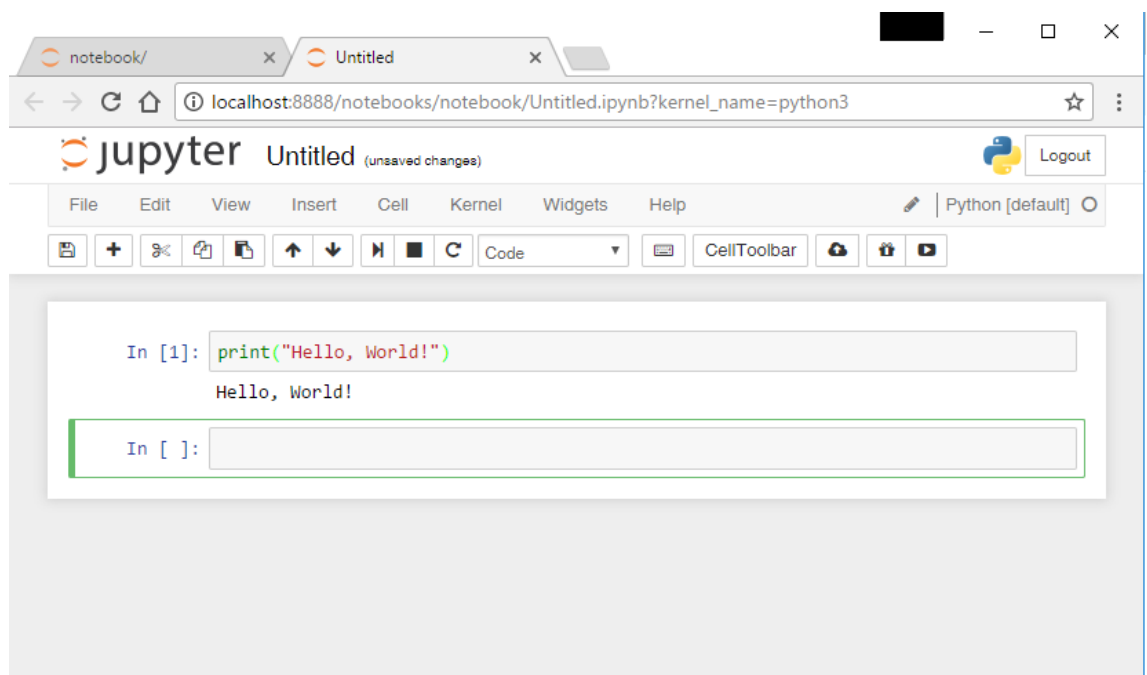 notebook/ Untitled
localhost:8888/notebooks/notebook/Untitled.ipynb?kernel_name=python3
jupyter Untitled (unsaved changes) Logout
File Edit View Insert Cell Kernel Widgets Help Python [default]
Code CellToolbar
In [1]: print("Hello, World!")
Hello, World!
In [ ]: